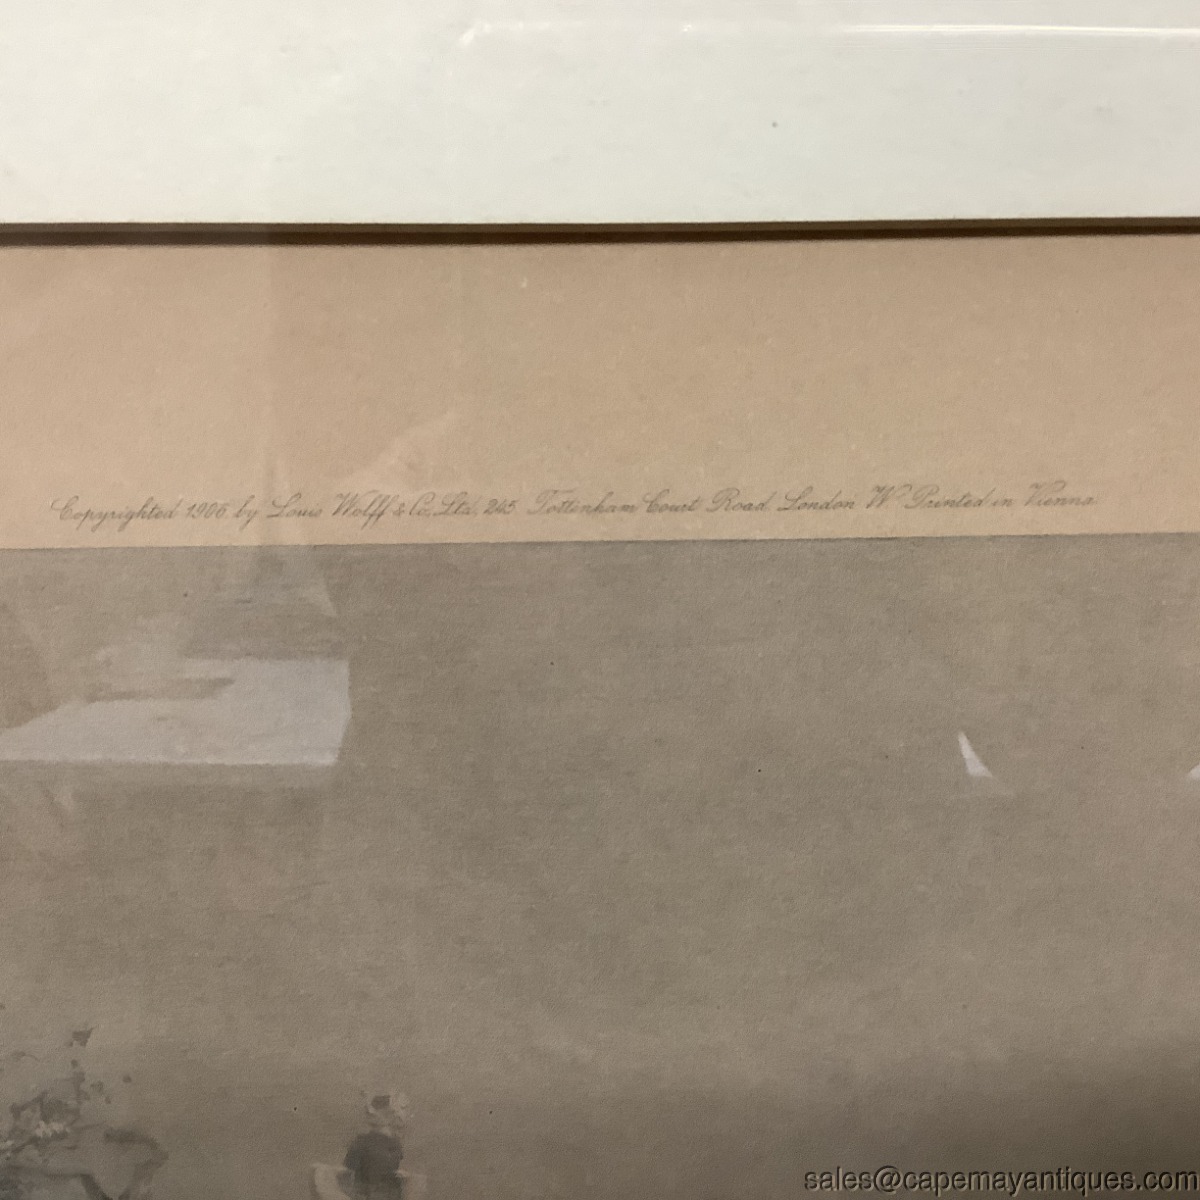 Copyrighted 1906 by Louis Wolff & Co, Ltd. 245 Tottenham Court Road. London W. Printed in Vienna
sales@capemayantiques.com